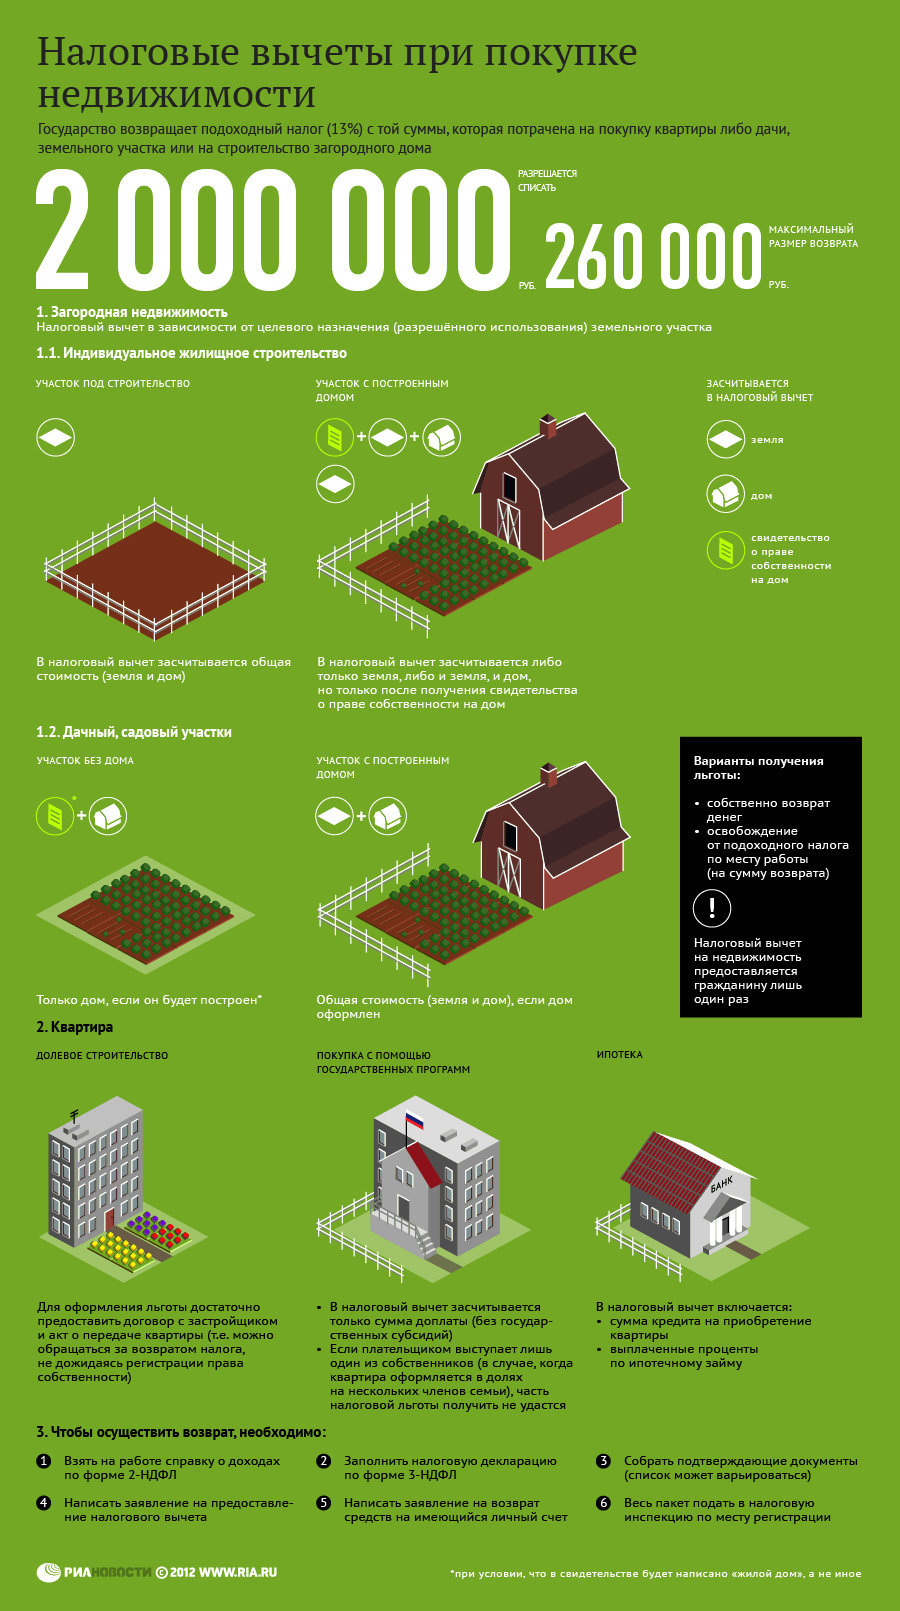 Налоговые вычеты при покупке
недвижимости
Государство возвращает подоходный налог (13%) с той суммы, которая потрачена на покупку квартиры либо дачи,
земельного участка или на строительство загородного дома
2 000 000
РУБ.
РАЗРЕШАЕТСЯ
СПИСАТЬ
260 000
МАКСИМАЛЬНЫЙ
РАЗМЕР ВОЗВРАТА
РУБ.
1. Загородная недвижимость
Налоговый вычет в зависимости от целевого назначения (разрешённого использования) земельного участка
1.1. Индивидуальное жилищное строительство
УЧАСТОК ПОД СТРОИТЕЛЬСТВО
В налоговый вычет засчитывается общая
стоимость (земля и дом)
УЧАСТОК С ПОСТРОЕННЫМ
ДОМОМ
+ +
В налоговый вычет засчитывается либо
только земля, либо и земля, и дом,
но только после получения свидетельства
о праве собственности на дом
ЗАСЧИТЫВАЕТСЯ
В НАЛОГОВЫЙ ВЫЧЕТ
земля
дом
свидетельство
о праве
собственности
на дом
1.2. Дачный, садовый участки
УЧАСТОК БЕЗ ДОМА
* +
Только дом, если он будет построен*
УЧАСТОК С ПОСТРОЕННЫМ
ДОМОМ
+
Общая стоимость (земля и дом), если дом
оформлен
Варианты получения
льготы:
• собственно возврат
денег
• освобождение
от подоходного налога
по месту работы
(на сумму возврата)
!
Налоговый вычет
на недвижимость
предоставляется
гражданину лишь
один раз
2. Квартира
ДОЛЕВОЕ СТРОИТЕЛЬСТВО
Для оформления льготы достаточно
предоставить договор с застройщиком
и акт о передаче квартиры (т.е. можно
обращаться за возвратом налога,
не дожидаясь регистрации права
собственности)
ПОКУПКА С ПОМОЩЬЮ
ГОСУДАРСТВЕННЫХ ПРОГРАММ
• В налоговый вычет засчитывается
только сумма доплаты (без государ-
ственных субсидий)
• Если плательщиком выступает лишь
один из собственников (в случае, когда
квартира оформляется в долях
на нескольких членов семьи), часть
налоговой льготы получить не удастся
ИПОТЕКА
БАНК
В налоговый вычет включается:
• сумма кредита на приобретение
квартиры
• выплаченные проценты
по ипотечному займу
3. Чтобы осуществить возврат, необходимо:
1 Взять на работе справку о доходах
по форме 2-НДФЛ
2 Заполнить налоговую декларацию
по форме 3-НДФЛ
3 Собрать подтверждающие документы
(список может варьироваться)
4 Написать заявление на предоставле-
ние налогового вычета
5 Написать заявление на возврат
средств на имеющийся личный счет
6 Весь пакет подать в налоговую
инспекцию по месту регистрации
РИАНОВОСТИ © 2012 WWW.RIA.RU
*при условии, что в свидетельстве будет написано «жилой дом», а не иное